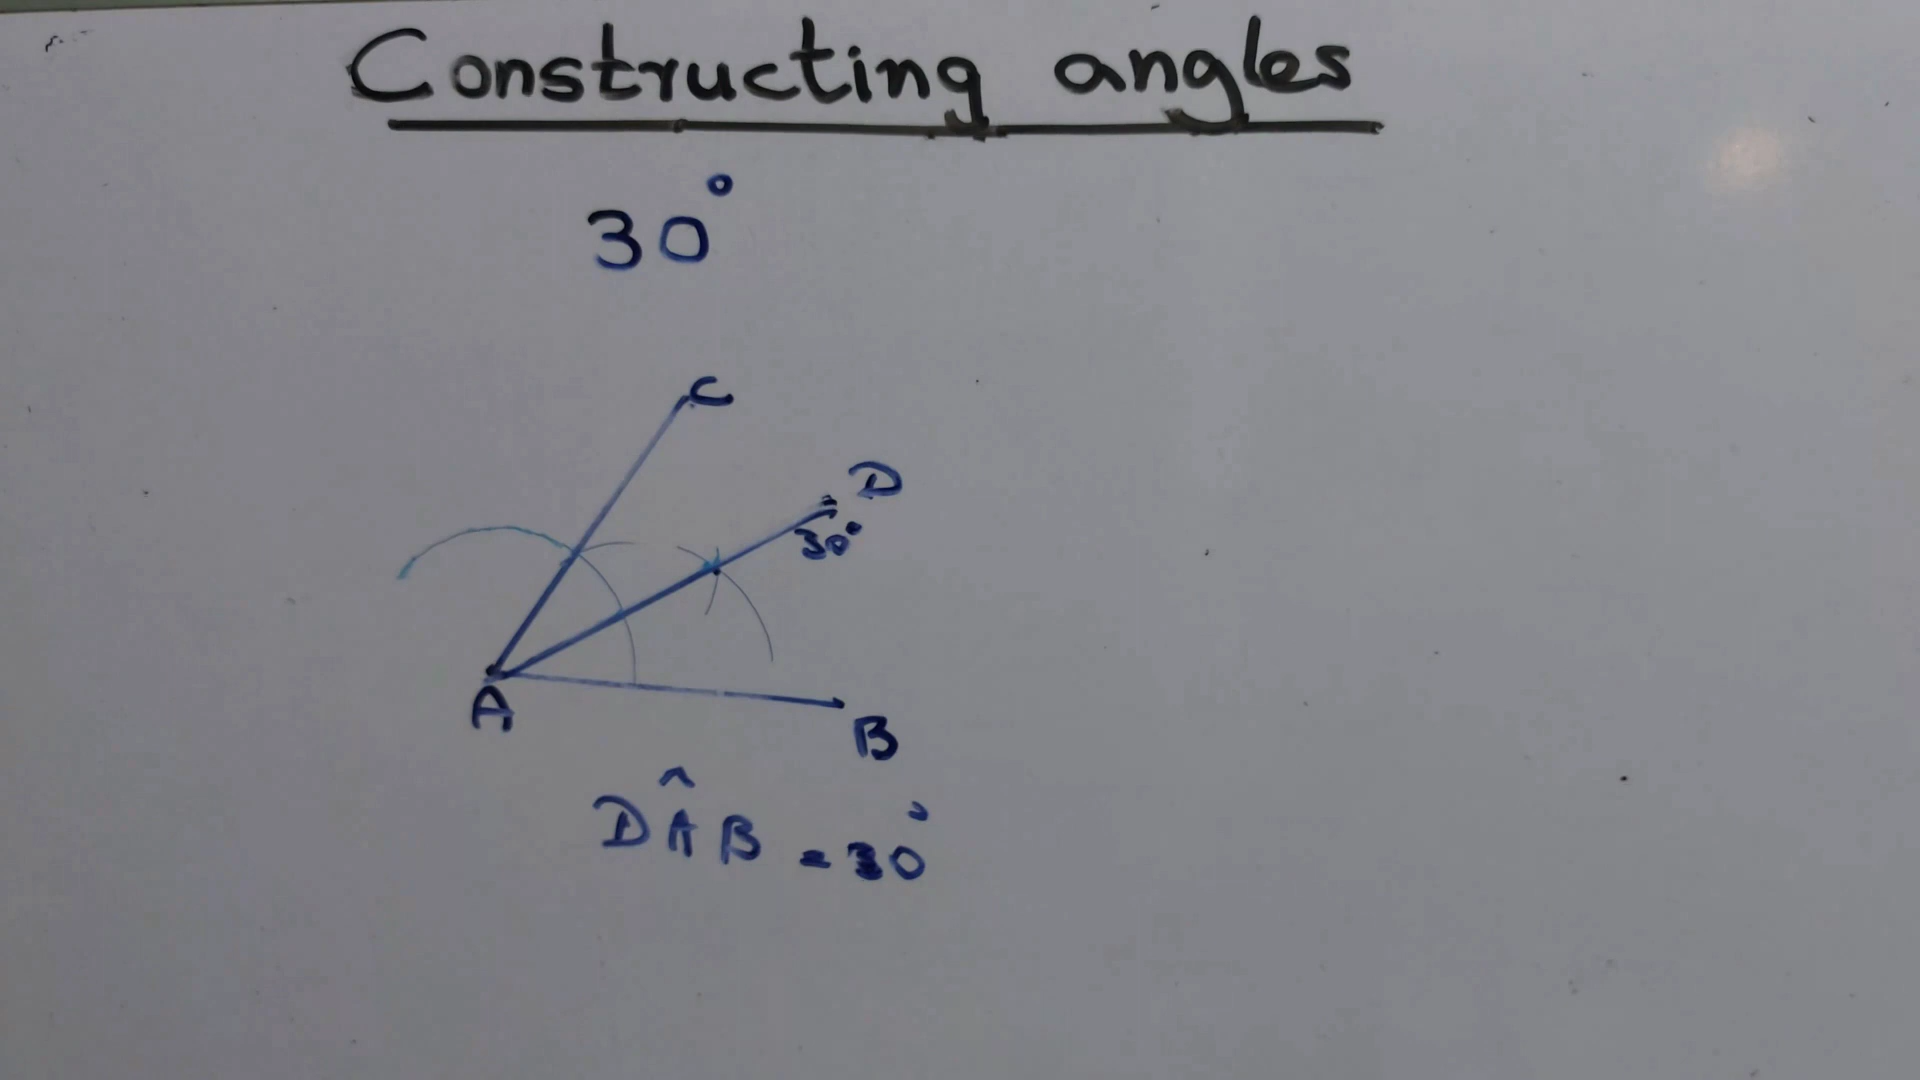 Constructing angles
30°
C
D
30°
A
B
DÂB = 30°